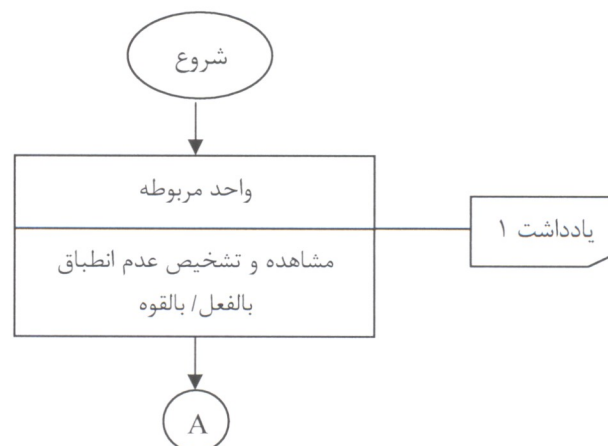 شروع
واحد مربوطه
یادداشت ۱
مشاهده و تشخیص عدم انطباق
بالفعل/ بالقوه
A